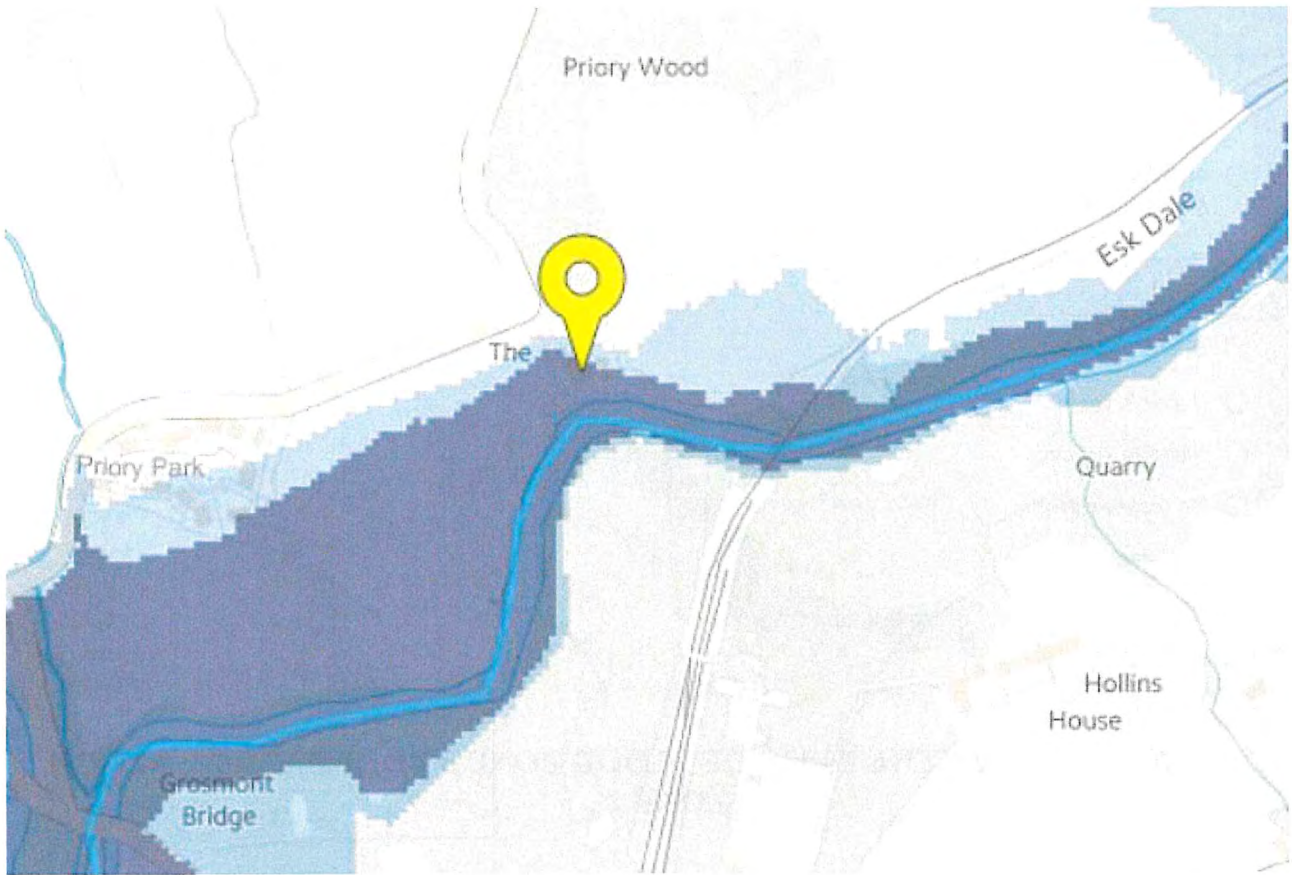 Priory Wood
Esk Dale
The
Priory Park
Quarry
Hollins
House
Grosmont
Bridge